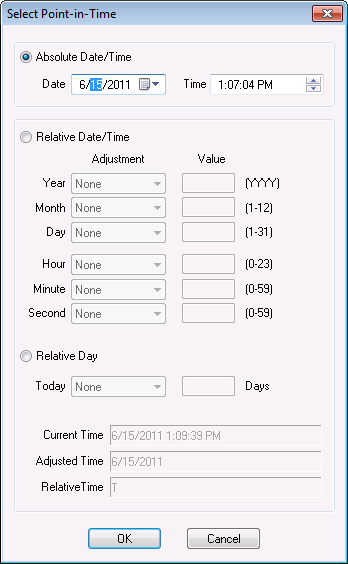 Select Point-in-Time
Absolute Date/Time
Date 6/15/2011 Time 1:07:04 PM
Relative Date/Time
Adjustment Value
Year None (YYYY)
Month None (1-12)
Day None (1-31)
Hour None (0-23)
Minute None (0-59)
Second None (0-59)
Relative Day
Today None Days
Current Time 6/15/2011 1:09:39 PM
Adjusted Time 6/15/2011
RelativeTime T
OK Cancel